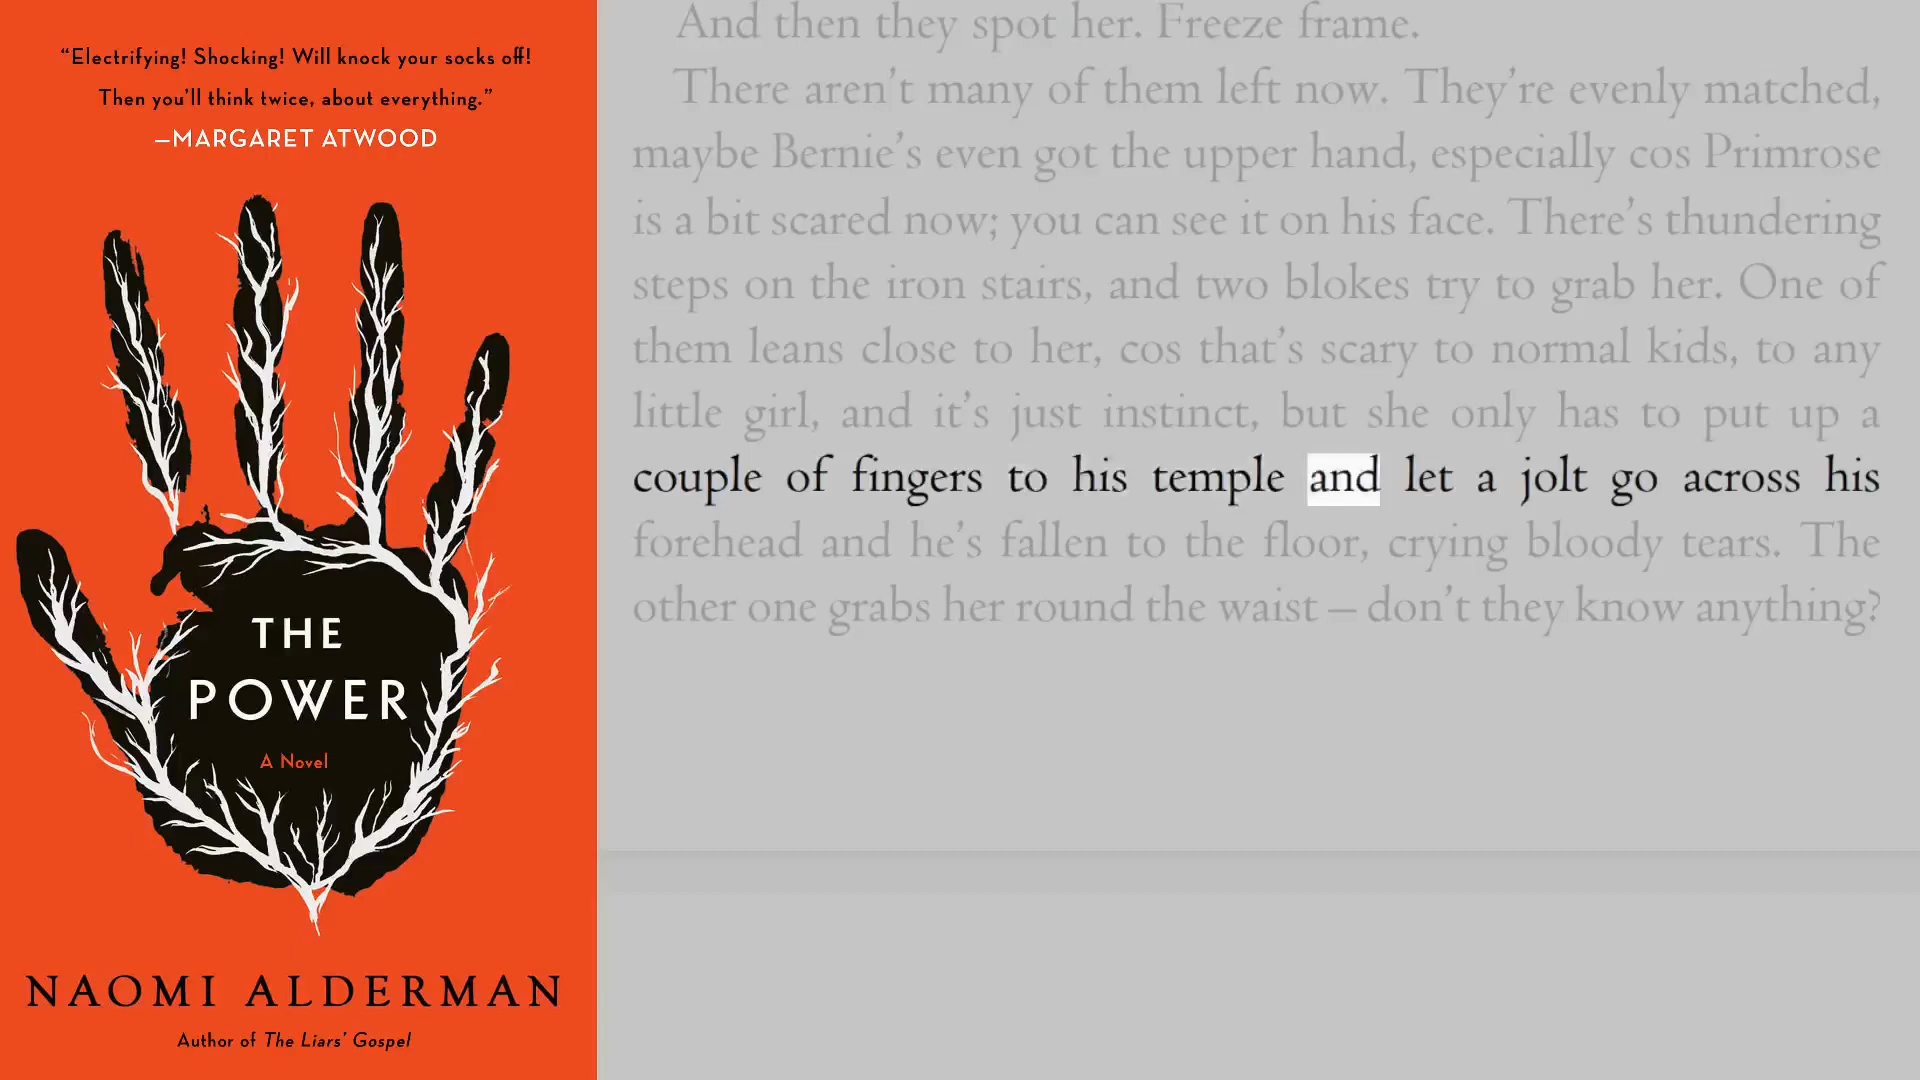 “Electrifying! Shocking! Will knock your socks off!
Then you’ll think twice, about everything.”
—MARGARET ATWOOD
THE
POWER
A Novel
NAOMI ALDERMAN
Author of The Liars’ Gospel
And then they spot her. Freeze frame.
There aren’t many of them left now. They’re evenly matched,
maybe Bernie’s even got the upper hand, especially cos Primrose
is a bit scared now; you can see it on his face. There’s thundering
steps on the iron stairs, and two blokes try to grab her. One of
them leans close to her, cos that’s scary to normal kids, to any
little girl, and it’s just instinct, but she only has to put up a
couple of fingers to his temple and let a jolt go across his
forehead and he’s fallen to the floor, crying bloody tears. The
other one grabs her round the waist – don’t they know anything?